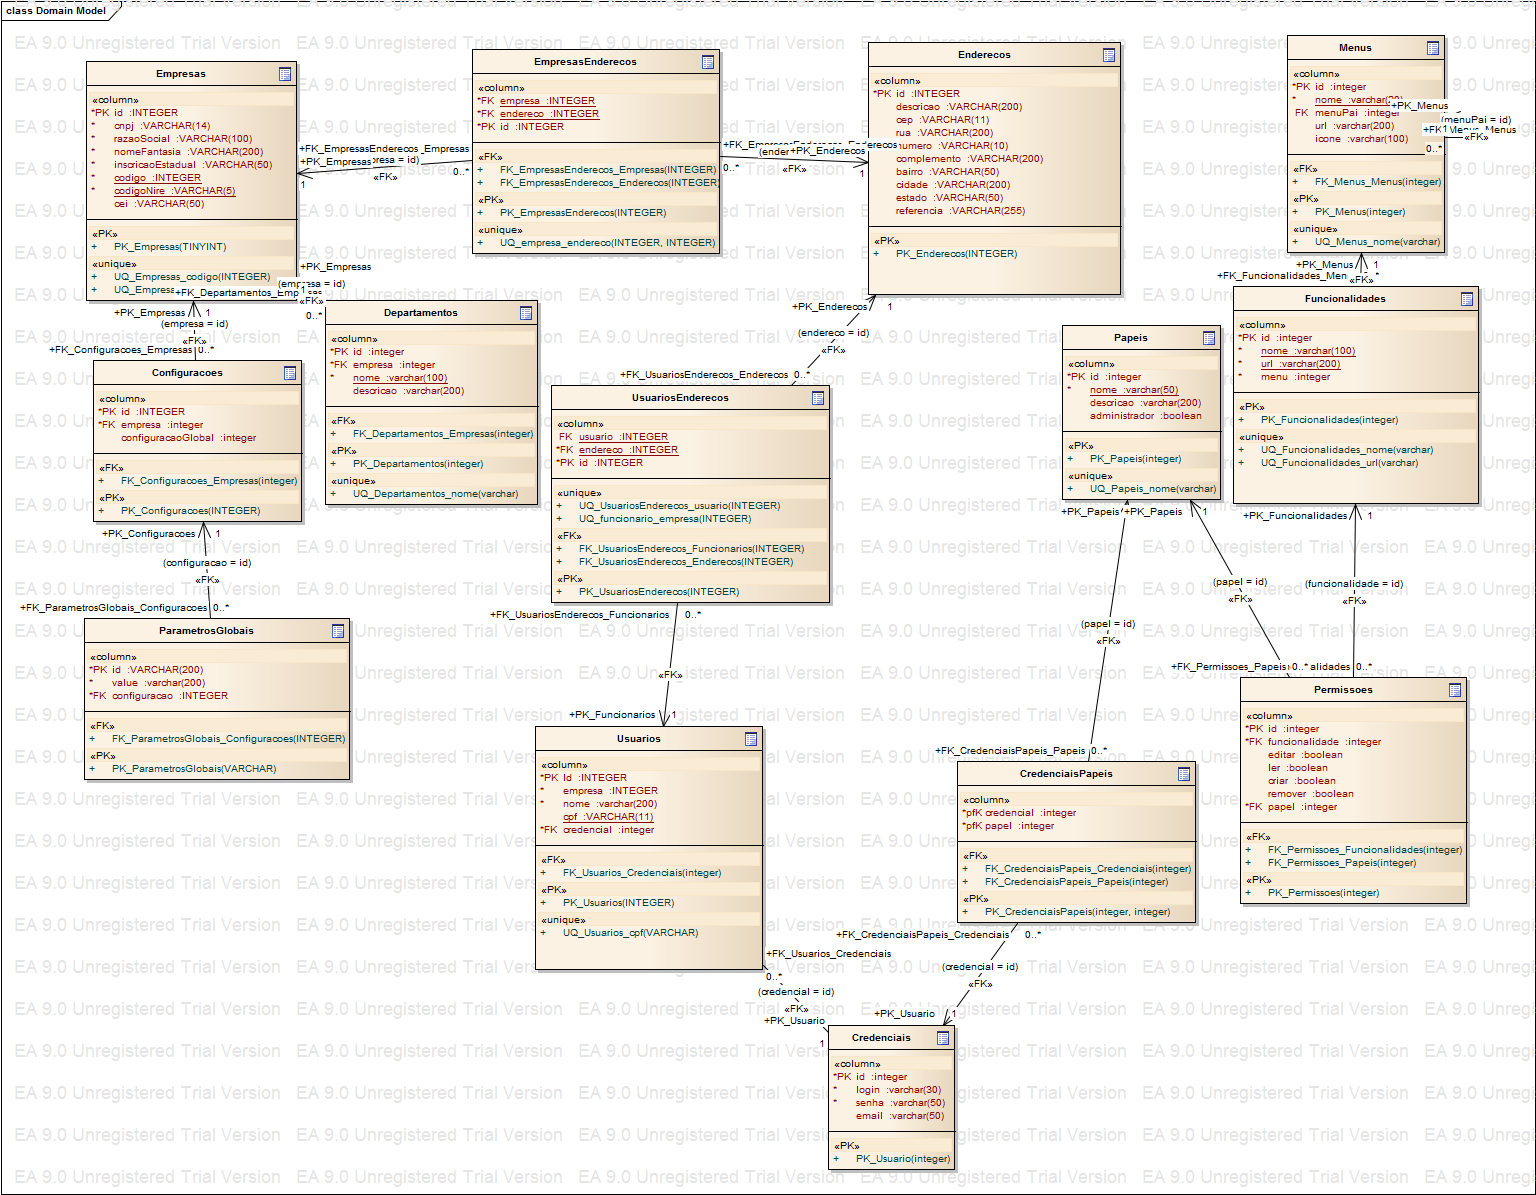 class Domain Model
EA 9.0 Unregistered Trial Version
Empresas
«column»
*PK id :INTEGER
* cnpj :VARCHAR(14)
* razaoSocial :VARCHAR(100)
* nomeFantasia :VARCHAR(200)
* inscricaoEstadual :VARCHAR(50)
* codigo :INTEGER
* codigoNire :VARCHAR(5)
* cei :VARCHAR(50)
«PK»
+ PK_Empresas(TINYINT)
«unique»
+ UQ_Empresas_codigo(INTEGER)
+ UQ_Empresa
EmpresasEnderecos
«column»
*FK empresa :INTEGER
*FK endereco :INTEGER
*PK id :INTEGER
«FK»
+ FK_EmpresasEnderecos_Empresas(INTEGER)
+ FK_EmpresasEnderecos_Enderecos(INTEGER)
«PK»
+ PK_EmpresasEnderecos(INTEGER)
«unique»
+ UQ_empresa_endereco(INTEGER, INTEGER)
+FK_EmpresasEnderecos_Empresas
+PK_Empresas
resa = id)
«FK»
0..*
1
Enderecos
«column»
*PK id :INTEGER
descricao :VARCHAR(200)
cep :VARCHAR(11)
rua :VARCHAR(200)
numero :VARCHAR(10)
complemento :VARCHAR(200)
bairro :VARCHAR(50)
cidade :VARCHAR(200)
estado :VARCHAR(50)
referencia :VARCHAR(255)
«PK»
+ PK_Enderecos(INTEGER)
+FK_EmpresasEnderecos_Enderecos
(ender
+PK_Enderecos
0..*
«FK»
1
Menus
«column»
*PK id :integer
* nome :varchar(20)
FK menuPai :integer
url :varchar(200)
icone :varchar(100)
«FK»
+ FK_Menus_Menus(integer)
«PK»
+ PK_Menus(integer)
«unique»
+ UQ_Menus_nome(varchar)
+PK_Menus
(menuPai = id)
+FK_Menus_Menus
1
«FK»
0..*
+PK_Menus
1
+FK_Funcionalidades_Men
«FK»
Funcionalidades
«column»
*PK id :integer
* nome :varchar(100)
* url :varchar(200)
* menu :integer
«PK»
+ PK_Funcionalidades(integer)
«unique»
+ UQ_Funcionalidades_nome(varchar)
+ UQ_Funcionalidades_url(varchar)
+PK_Empresas
(empresa = id)
1
+FK_Departamentos_Empresas
«FK»
0..*
+PK_Empresas
1
(empresa = id)
«FK»
+FK_Configuracoes_Empresas
0..*
Departamentos
«column»
*PK id :integer
*FK empresa :integer
* nome :varchar(100)
descricao :varchar(200)
«FK»
+ FK_Departamentos_Empresas(integer)
«PK»
+ PK_Departamentos(integer)
«unique»
+ UQ_Departamentos_nome(varchar)
Configuracoes
«column»
*PK id :INTEGER
*FK empresa :integer
configuracaoGlobal :integer
«FK»
+ FK_Configuracoes_Empresas(integer)
«PK»
+ PK_Configuracoes(INTEGER)
+PK_Configuracoes
1
(configuracao = id)
«FK»
+FK_ParametrosGlobais_Configuracoes
0..*
ParametrosGlobais
«column»
*PK id :VARCHAR(200)
* value :varchar(200)
*FK configuracao :INTEGER
«FK»
+ FK_ParametrosGlobais_Configuracoes(INTEGER)
«PK»
+ PK_ParametrosGlobais(VARCHAR)
+PK_Enderecos
1
(endereco = id)
«FK»
+FK_UsuariosEnderecos_Enderecos
0..*
UsuariosEnderecos
«column»
FK usuario :INTEGER
*FK endereco :INTEGER
*PK id :INTEGER
«unique»
+ UQ_UsuariosEnderecos_usuario(INTEGER)
+ UQ_funcionario_empresa(INTEGER)
«FK»
+ FK_UsuariosEnderecos_Funcionarios(INTEGER)
+ FK_UsuariosEnderecos_Enderecos(INTEGER)
«PK»
+ PK_UsuariosEnderecos(INTEGER)
+FK_UsuariosEnderecos_Funcionarios
0..*
«FK»
+PK_Funcionarios
1
Papeis
«column»
*PK id :integer
* nome :varchar(50)
descricao :varchar(200)
administrador :boolean
«PK»
+ PK_Papeis(integer)
«unique»
+ UQ_Papeis_nome(varchar)
+PK_Papeis
+PK_Papeis
1
+PK_Funcionalidades
1
(papel = id)
«FK»
(papel = id)
«FK»
(funcionalidade = id)
«FK»
+FK_Permissoes_Papeis
0..*
alidades
0..*
Permissoes
«column»
*PK id :integer
*FK funcionalidade :integer
editar :boolean
ler :boolean
criar :boolean
remover :boolean
*FK papel :integer
«FK»
+ FK_Permissoes_Funcionalidades(integer)
+ FK_Permissoes_Papeis(integer)
«PK»
+ PK_Permissoes(integer)
Usuarios
«column»
*PK Id :INTEGER
* empresa :INTEGER
* nome :varchar(200)
cpf :VARCHAR(11)
*FK credencial :integer
«FK»
+ FK_Usuarios_Credenciais(integer)
«PK»
+ PK_Usuarios(INTEGER)
«unique»
+ UQ_Usuarios_cpf(VARCHAR)
+FK_CredenciaisPapeis_Papeis
0..*
CredenciaisPapeis
«column»
*pfK credencial :integer
*pfK papel :integer
«FK»
+ FK_CredenciaisPapeis_Credenciais(integer)
+ FK_CredenciaisPapeis_Papeis(integer)
«PK»
+ PK_CredenciaisPapeis(integer, integer)
+FK_CredenciaisPapeis_Credenciais
0..*
(credencial = id)
«FK»
+PK_Usuario
1
+FK_Usuarios_Credenciais
0..*
(credencial = id)
«FK»
+PK_Usuario
1
Credenciais
«column»
*PK id :integer
* login :varchar(30)
* senha :varchar(50)
email :varchar(50)
«PK»
+ PK_Usuario(integer)